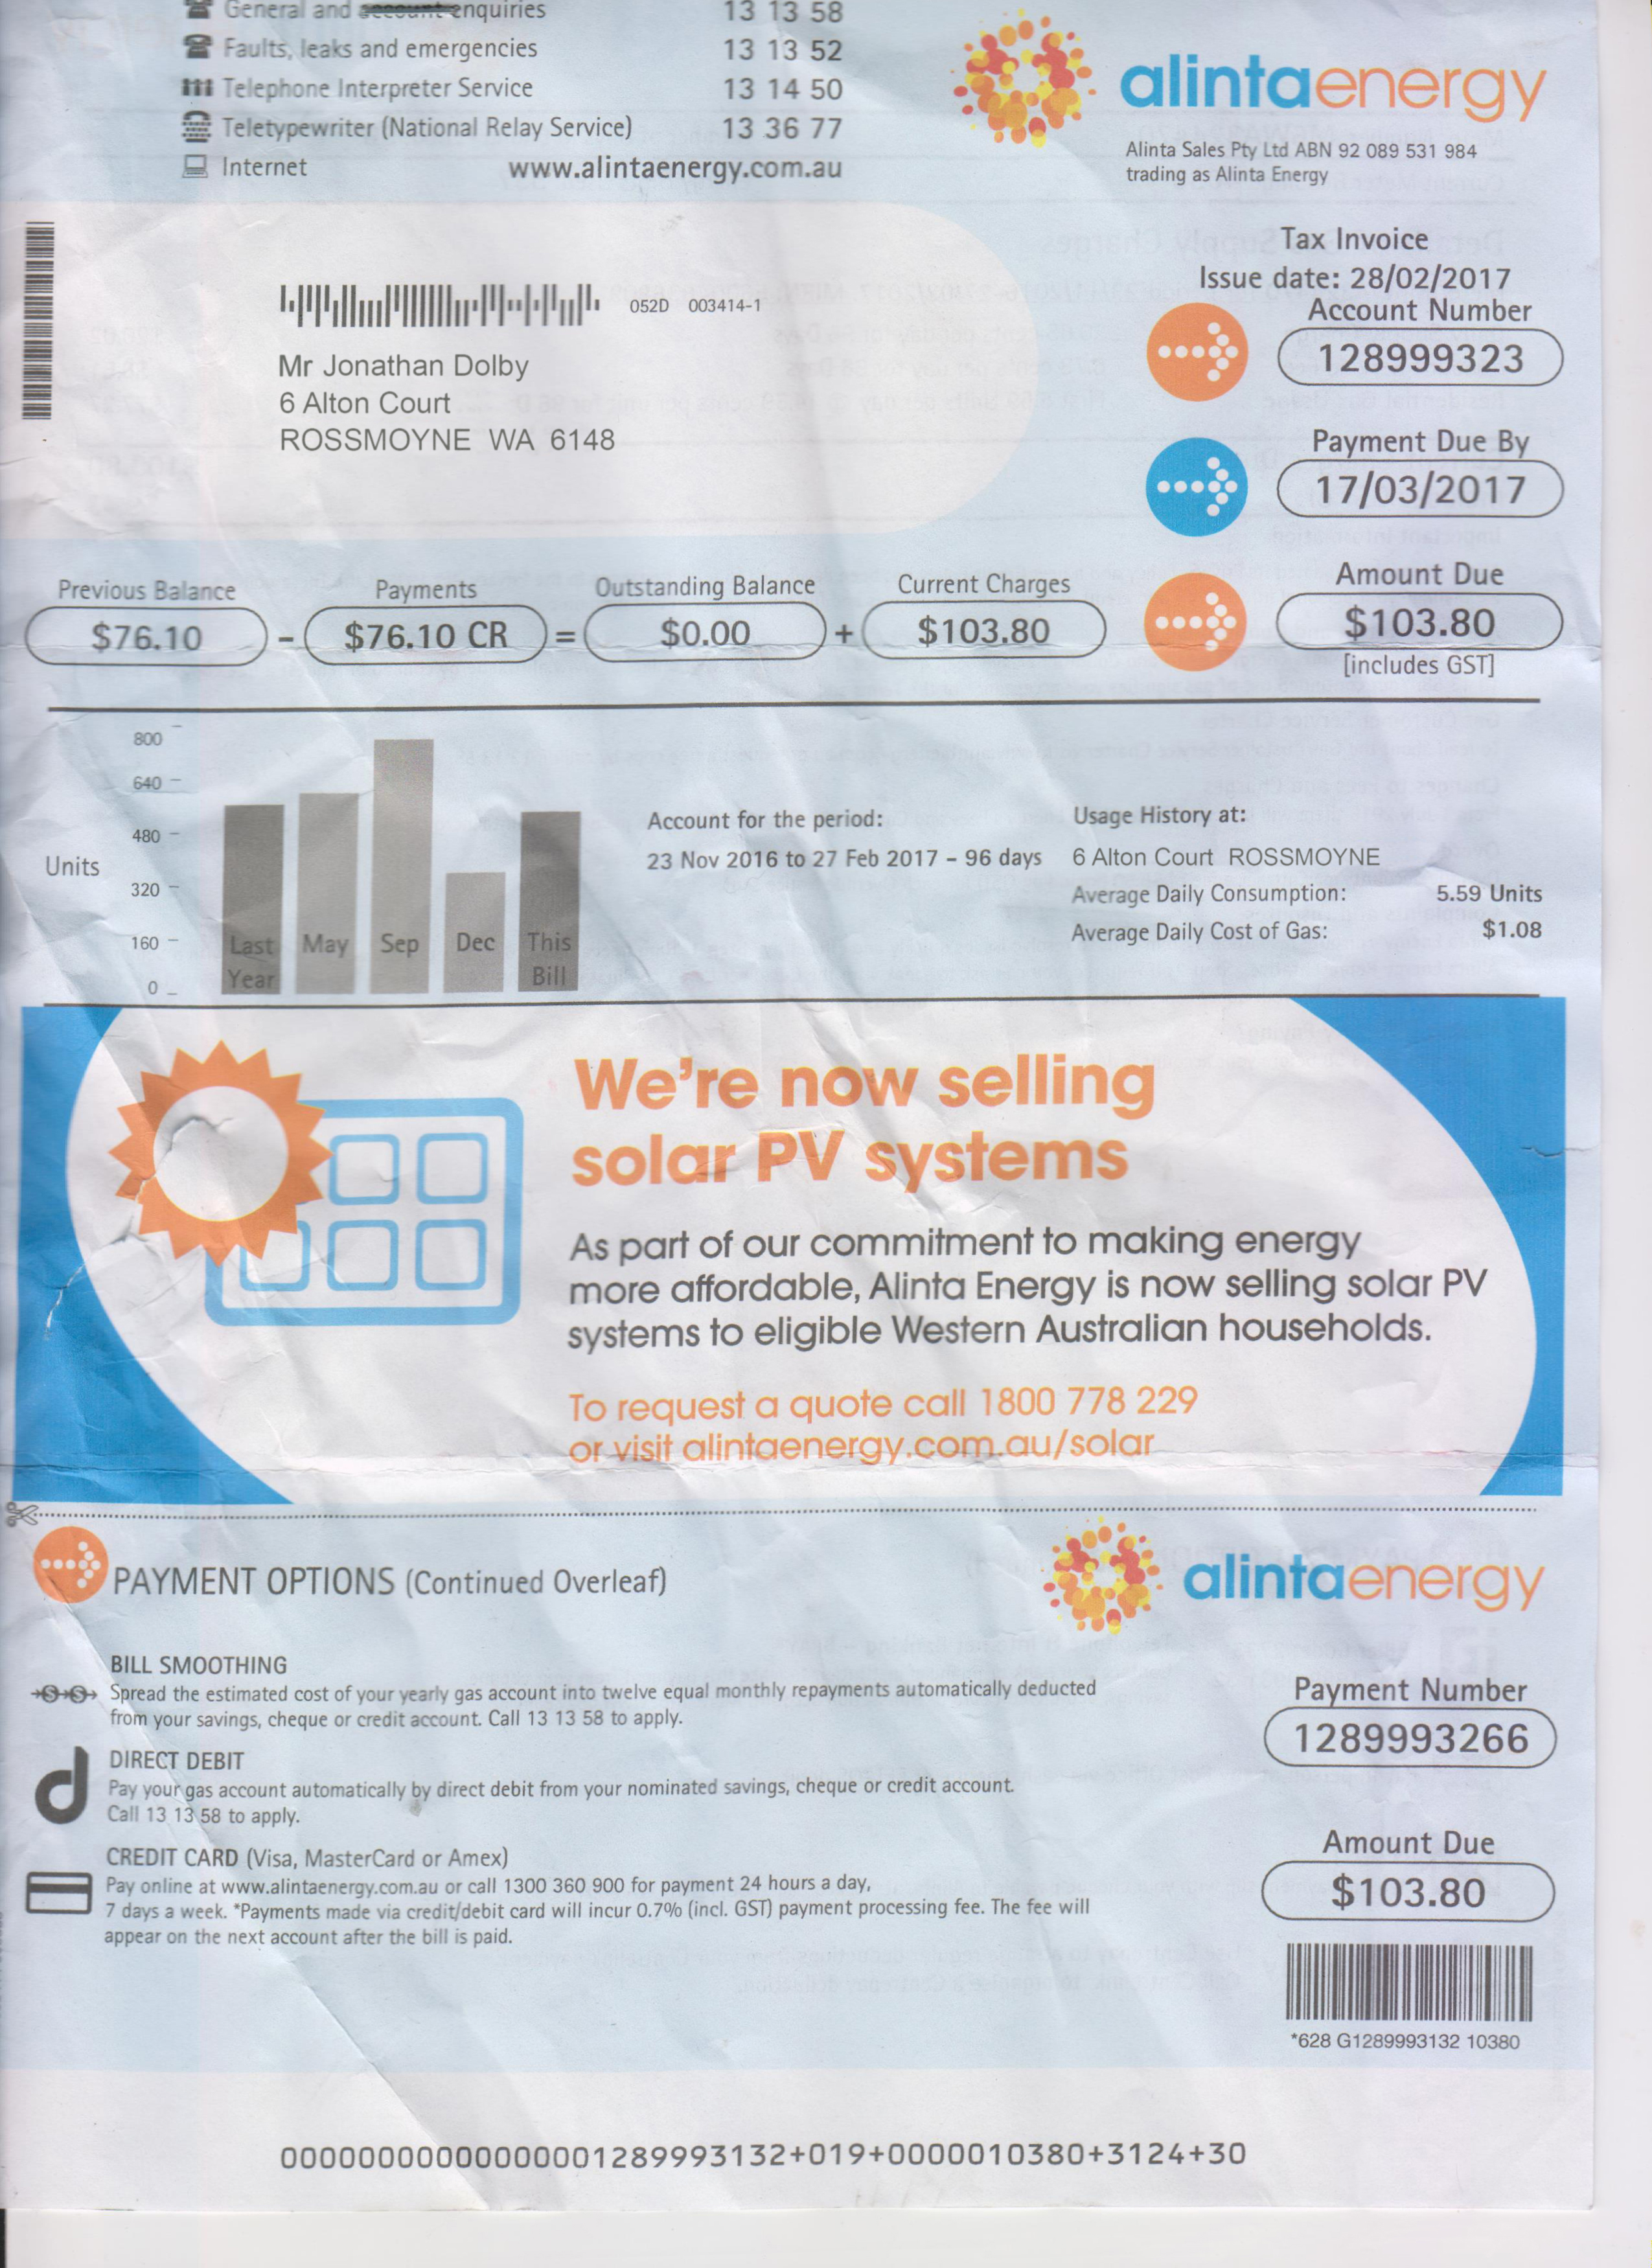 General and account enquiries 13 13 58
Faults, leaks and emergencies 13 13 52
Telephone Interpreter Service 13 14 50
Teletypewriter (National Relay Service) 13 36 77
Internet www.alintaenergy.com.au
alintaenergy
Alinta Sales Pty Ltd ABN 92 089 531 984
trading as Alinta Energy
Tax Invoice
Issue date: 28/02/2017
Account Number
128999323
052D 003414-1
Mr Jonathan Dolby
6 Alton Court
ROSSMOYNE WA 6148
Payment Due By
17/03/2017
Previous Balance Payments Outstanding Balance Current Charges Amount Due
$76.10 - $76.10 CR = $0.00 + $103.80 $103.80
[includes GST]
800
640
480
Units
320
160
0
Last Year May Sep Dec This Bill
Account for the period:
23 Nov 2016 to 27 Feb 2017 - 96 days
Usage History at:
6 Alton Court ROSSMOYNE
Average Daily Consumption: 5.59 Units
Average Daily Cost of Gas: $1.08
We're now selling
solar PV systems
As part of our commitment to making energy
more affordable, Alinta Energy is now selling solar PV
systems to eligible Western Australian households.
To request a quote call 1800 778 229
or visit alintaenergy.com.au/solar
PAYMENT OPTIONS (Continued Overleaf)
alintaenergy
BILL SMOOTHING
Spread the estimated cost of your yearly gas account into twelve equal monthly repayments automatically deducted
from your savings, cheque or credit account. Call 13 13 58 to apply.
DIRECT DEBIT
Pay your gas account automatically by direct debit from your nominated savings, cheque or credit account.
Call 13 13 58 to apply.
CREDIT CARD (Visa, MasterCard or Amex)
Pay online at www.alintaenergy.com.au or call 1300 360 900 for payment 24 hours a day,
7 days a week. *Payments made via credit/debit card will incur 0.7% (incl. GST) payment processing fee. The fee will
appear on the next account after the bill is paid.
Payment Number
1289993266
Amount Due
$103.80
*628 G1289993132 10380
00000000000000001289993132+019+0000010380+3124+30